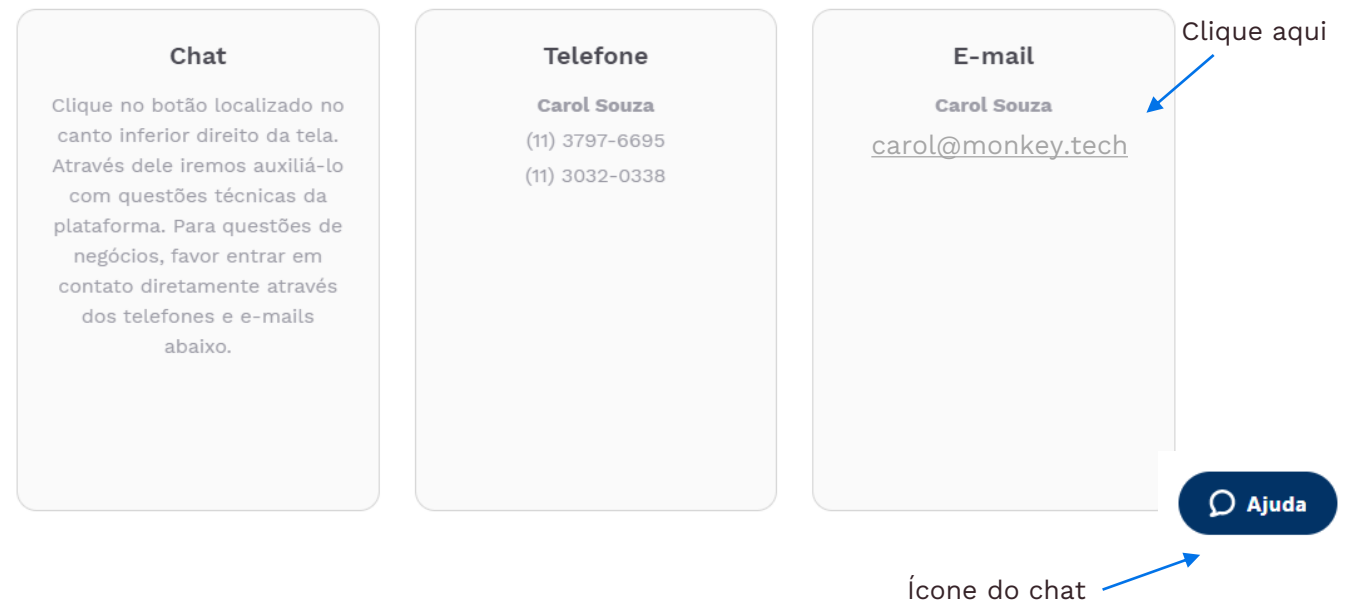 Chat
Clique no botão localizado no
canto inferior direito da tela.
Através dele iremos auxiliá-lo
com questões técnicas da
plataforma. Para questões de
negócios, favor entrar em
contato diretamente através
dos telefones e e-mails
abaixo.
Telefone
Carol Souza
(11) 3797-6695
(11) 3032-0338
E-mail
Carol Souza
carol@monkey.tech
Clique aqui
Ajuda
Ícone do chat